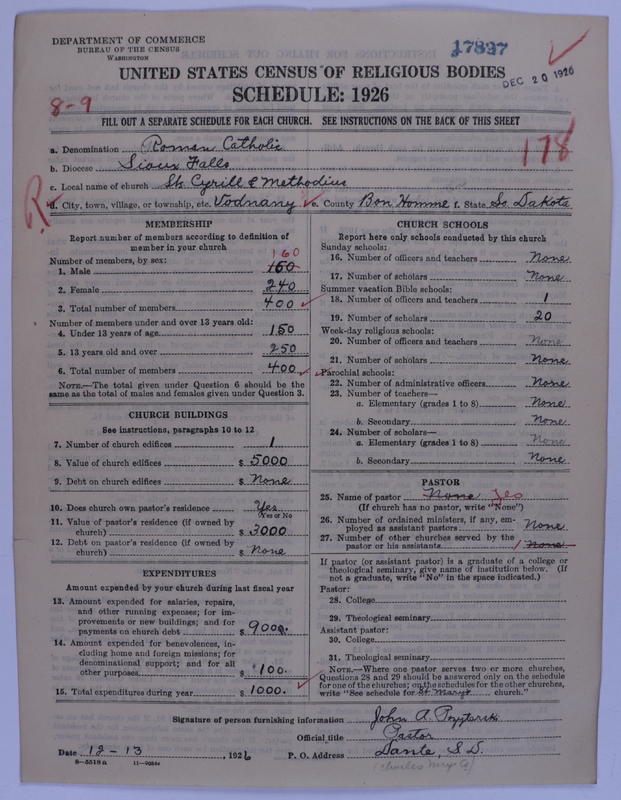 DEPARTMENT OF COMMERCE
BUREAU OF THE CENSUS
WASHINGTON
17837
DEC 20 1926
UNITED STATES CENSUS OF RELIGIOUS BODIES
SCHEDULE: 1926
8-9
FILL OUT A SEPARATE SCHEDULE FOR EACH CHURCH. SEE INSTRUCTIONS ON THE BACK OF THIS SHEET
178
R
a. Denomination Roman Catholic
b. Diocese Sioux Falls
c. Local name of church St. Cyrill & Methodius
d. City, town, village, or township, etc. Vodnany e. County Bon Homme f. State So. Dakota
MEMBERSHIP
Report number of members according to definition of
member in your church
Number of members, by sex: 160
1. Male 150
2. Female 240
3. Total number of members 400
Number of members under and over 13 years old:
4. Under 13 years of age 150
5. 13 years old and over 250
6. Total number of members 400
NOTE.—The total given under Question 6 should be the
same as the total of males and females given under Question 3.
CHURCH BUILDINGS
See instructions, paragraphs 10 to 12
7. Number of church edifices 1
8. Value of church edifices $ 5000
9. Debt on church edifices $ None
10. Does church own pastor's residence Yes
Yes or No
11. Value of pastor's residence (if owned by
church) $ 3000
12. Debt on pastor's residence (if owned by
church) $ None
EXPENDITURES
Amount expended by your church during last fiscal year
13. Amount expended for salaries, repairs,
and other running expenses; for im-
provements or new buildings; and for
payments on church debt $ 900.
14. Amount expended for benevolences, in-
cluding home and foreign missions; for
denominational support; and for all
other purposes $ 100.
15. Total expenditures during year $ 1000.
CHURCH SCHOOLS
Report here only schools conducted by this church
Sunday schools:
16. Number of officers and teachers None
17. Number of scholars None
Summer vacation Bible schools:
18. Number of officers and teachers 1
19. Number of scholars 20
Week-day religious schools:
20. Number of officers and teachers None
21. Number of scholars None
Parochial schools:
22. Number of administrative officers None
23. Number of teachers—
a. Elementary (grades 1 to 8) None
b. Secondary None
24. Number of scholars—
a. Elementary (grades 1 to 8) None
b. Secondary None
PASTOR
25. Name of pastor None Yes
(If church has no pastor, write "None")
26. Number of ordained ministers, if any, em-
ployed as assistant pastors None
27. Number of other churches served by the
pastor or his assistants 1 None
If pastor (or assistant pastor) is a graduate of a college or
theological seminary, give name of institution below. (If
not a graduate, write "No" in the space indicated.)
Pastor:
28. College
29. Theological seminary
Assistant pastor:
30. College
31. Theological seminary
NOTE.—Where one pastor serves two or more churches,
Questions 28 and 29 should be answered only on the schedule
for one of the churches; on the schedules for the other churches,
write "See schedule for St. Marys church."
Signature of person furnishing information John A.
Official title Pastor
Date 12-13, 1926 P. O. Address Dante, S. D.
8-5518a
(Charles Mix Co)